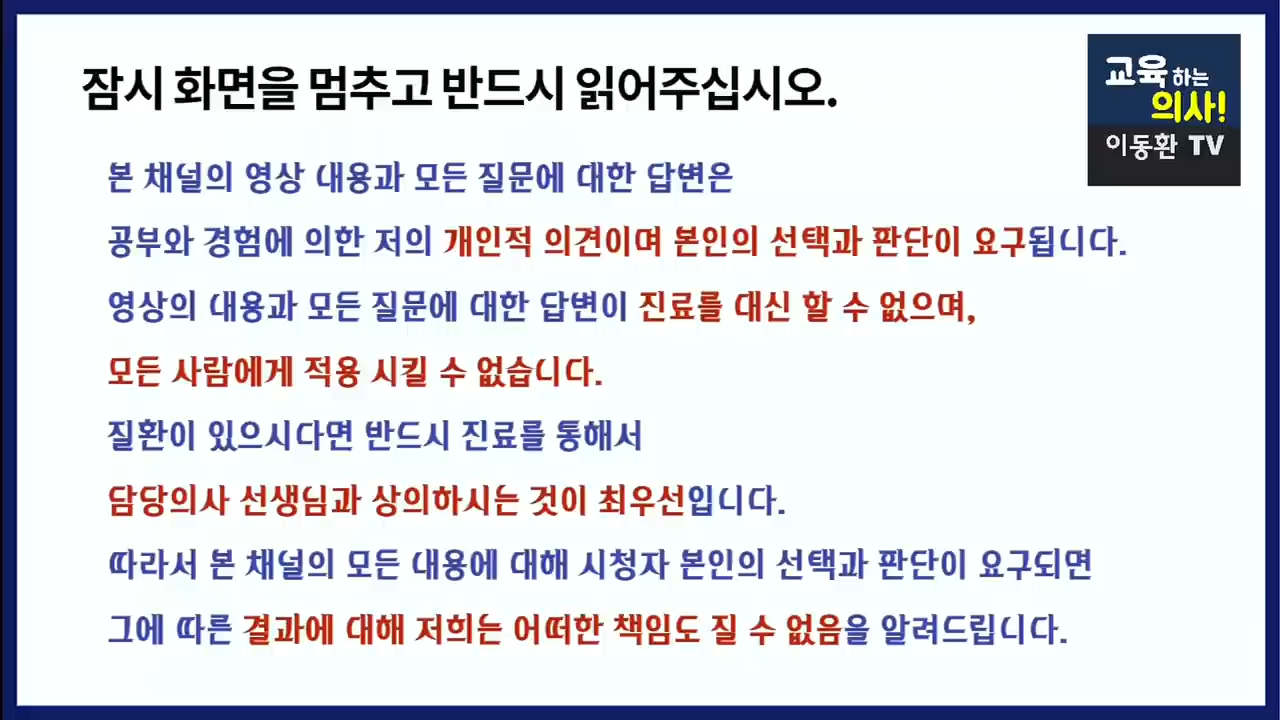 잠시 화면을 멈추고 반드시 읽어주십시오.
교육하는
의사!
이동환 TV
본 채널의 영상 내용과 모든 질문에 대한 답변은
공부와 경험에 의한 저의 개인적 의견이며 본인의 선택과 판단이 요구됩니다.
영상의 내용과 모든 질문에 대한 답변이 진료를 대신 할 수 없으며,
모든 사람에게 적용 시킬 수 없습니다.
질환이 있으시다면 반드시 진료를 통해서
담당의사 선생님과 상의하시는 것이 최우선입니다.
따라서 본 채널의 모든 내용에 대해 시청자 본인의 선택과 판단이 요구되면
그에 따른 결과에 대해 저희는 어떠한 책임도 질 수 없음을 알려드립니다.